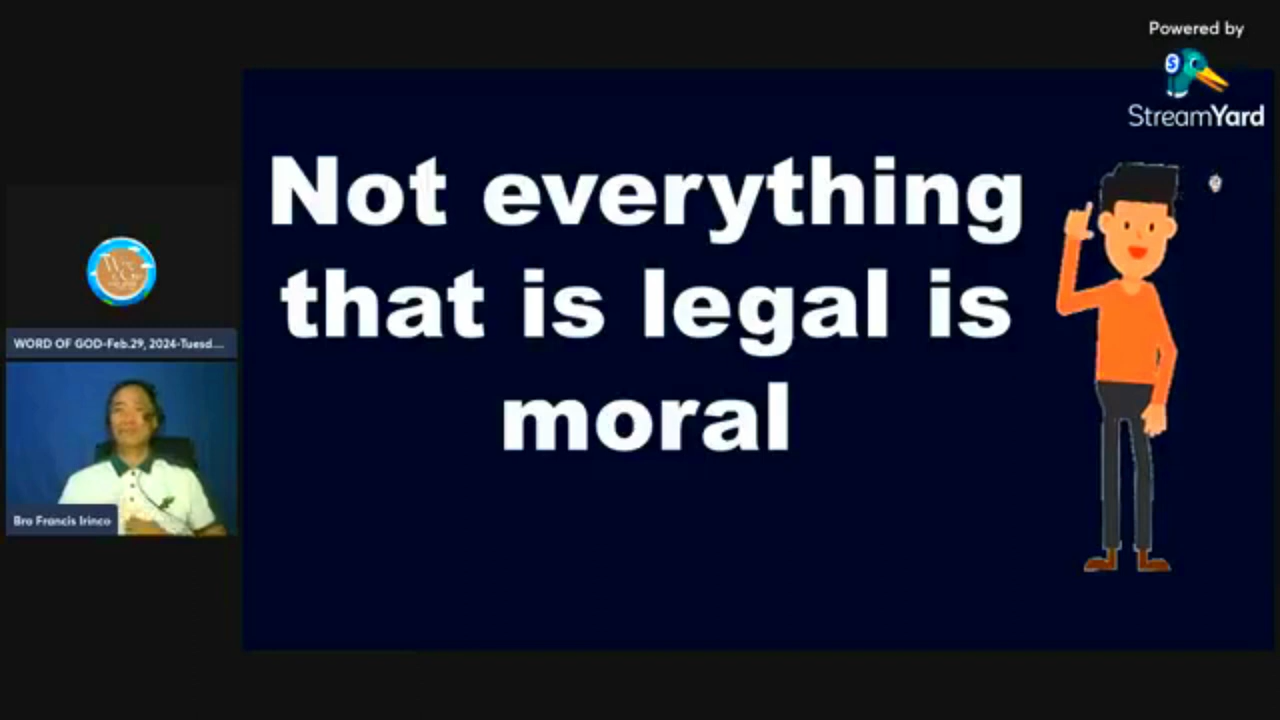 Powered by
StreamYard
Not everything
that is legal is
moral
WORD OF GOD-Feb.29, 2024-Tuesd...
Bro Francis Irinco